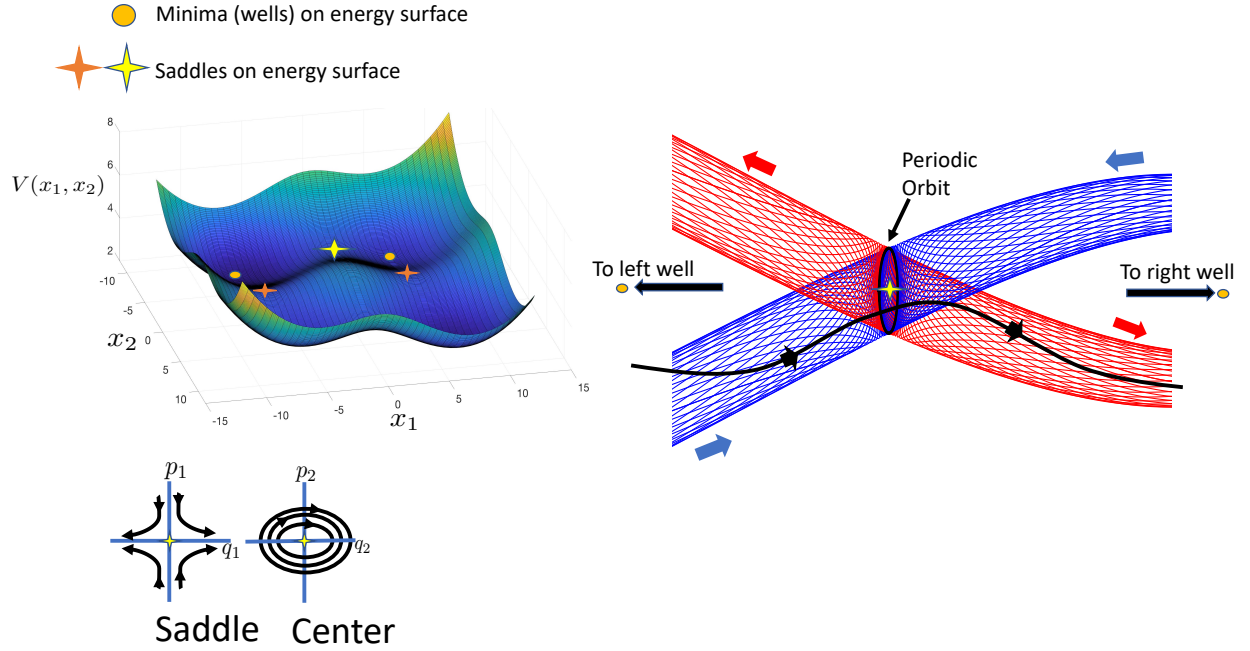 Minima (wells) on energy surface
Saddles on energy surface
8
6
4
2
V(x₁, x₂)
-10
-5
0
5
10
x₂
-15
-10
-5
0
5
10
15
x₁
Periodic
Orbit
To left well
To right well
p₁
q₁
p₂
q₂
Saddle
Center